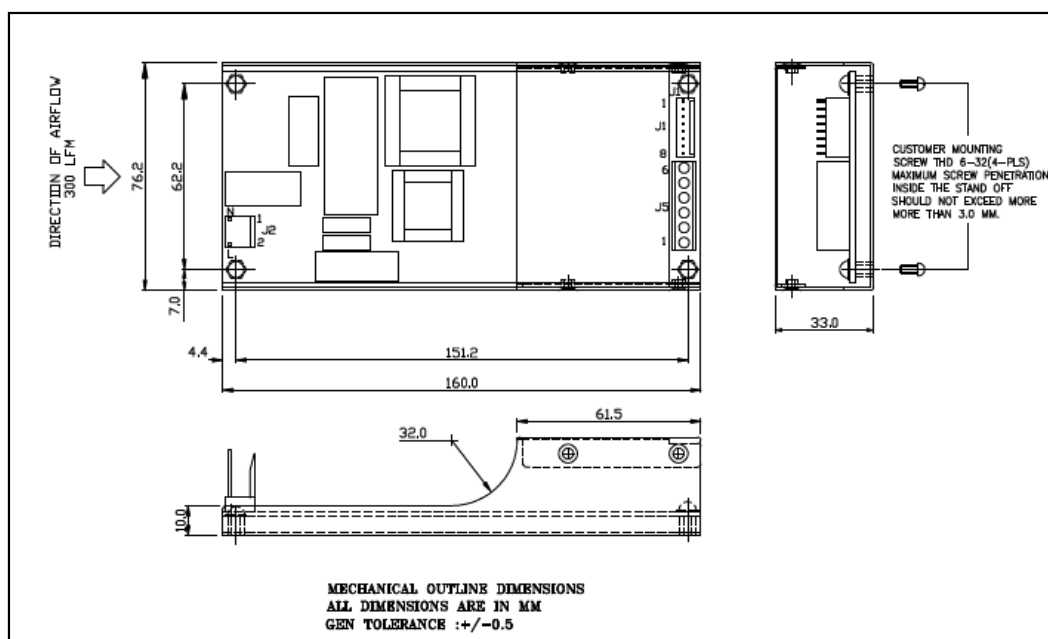 DIRECTION OF AIRFLOW
300 LFM
76.2
62.2
7.0
4.4
151.2
160.0
N
1
2
L
J2
J1
1
J1
8
6
J5
1
33.0
CUSTOMER MOUNTING
SCREW THD 6-32(4-PLS)
MAXIMUM SCREW PENETRATION
INSIDE THE STAND OFF
SHOULD NOT EXCEED MORE
MORE THAN 3.0 MM.
61.5
32.0
10.0
MECHANICAL OUTLINE DIMENSIONS
ALL DIMENSIONS ARE IN MM
GEN TOLERANCE :+/-0.5